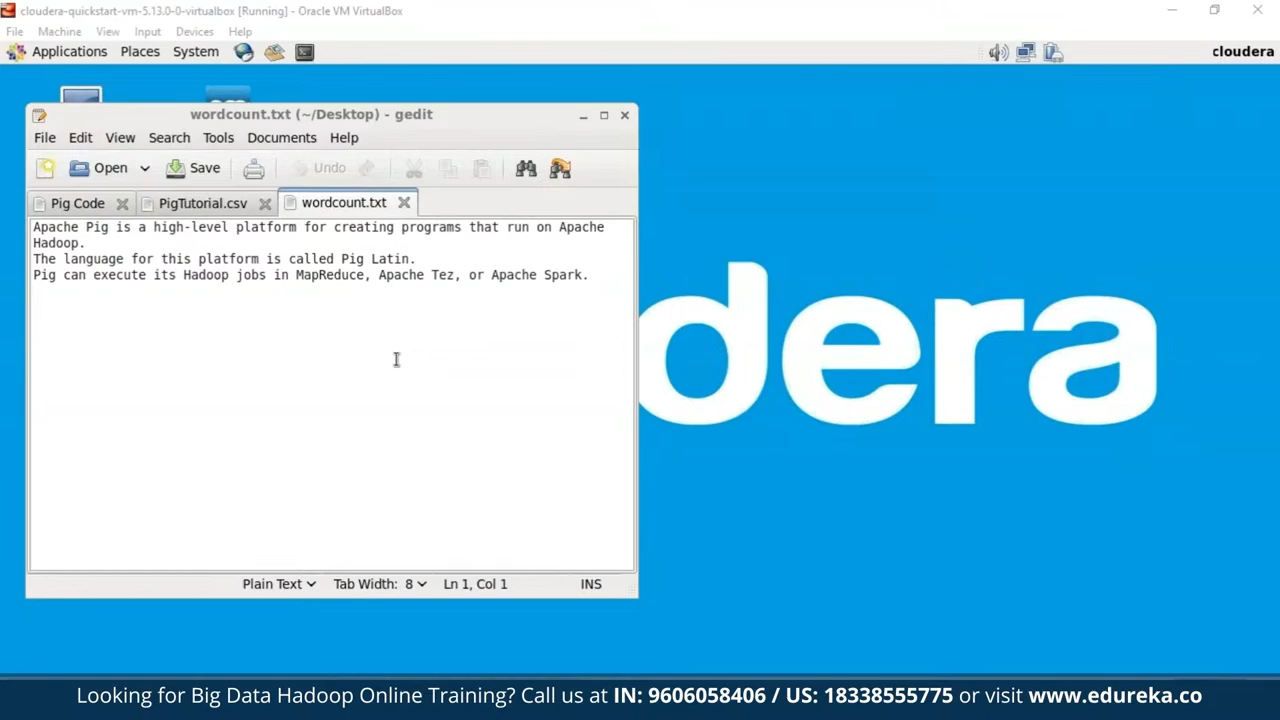 cloudera-quickstart-vm-5.13.0-0-virtualbox [Running] - Oracle VM VirtualBox
File Machine View Input Devices Help
Applications Places System cloudera
wordcount.txt (~/Desktop) - gedit
File Edit View Search Tools Documents Help
Open Save Undo
Pig Code PigTutorial.csv wordcount.txt
Apache Pig is a high-level platform for creating programs that run on Apache
Hadoop.
The language for this platform is called Pig Latin.
Pig can execute its Hadoop jobs in MapReduce, Apache Tez, or Apache Spark.
dera
Plain Text Tab Width: 8 Ln 1, Col 1 INS
Looking for Big Data Hadoop Online Training? Call us at IN: 9606058406 / US: 18338555775 or visit www.edureka.co